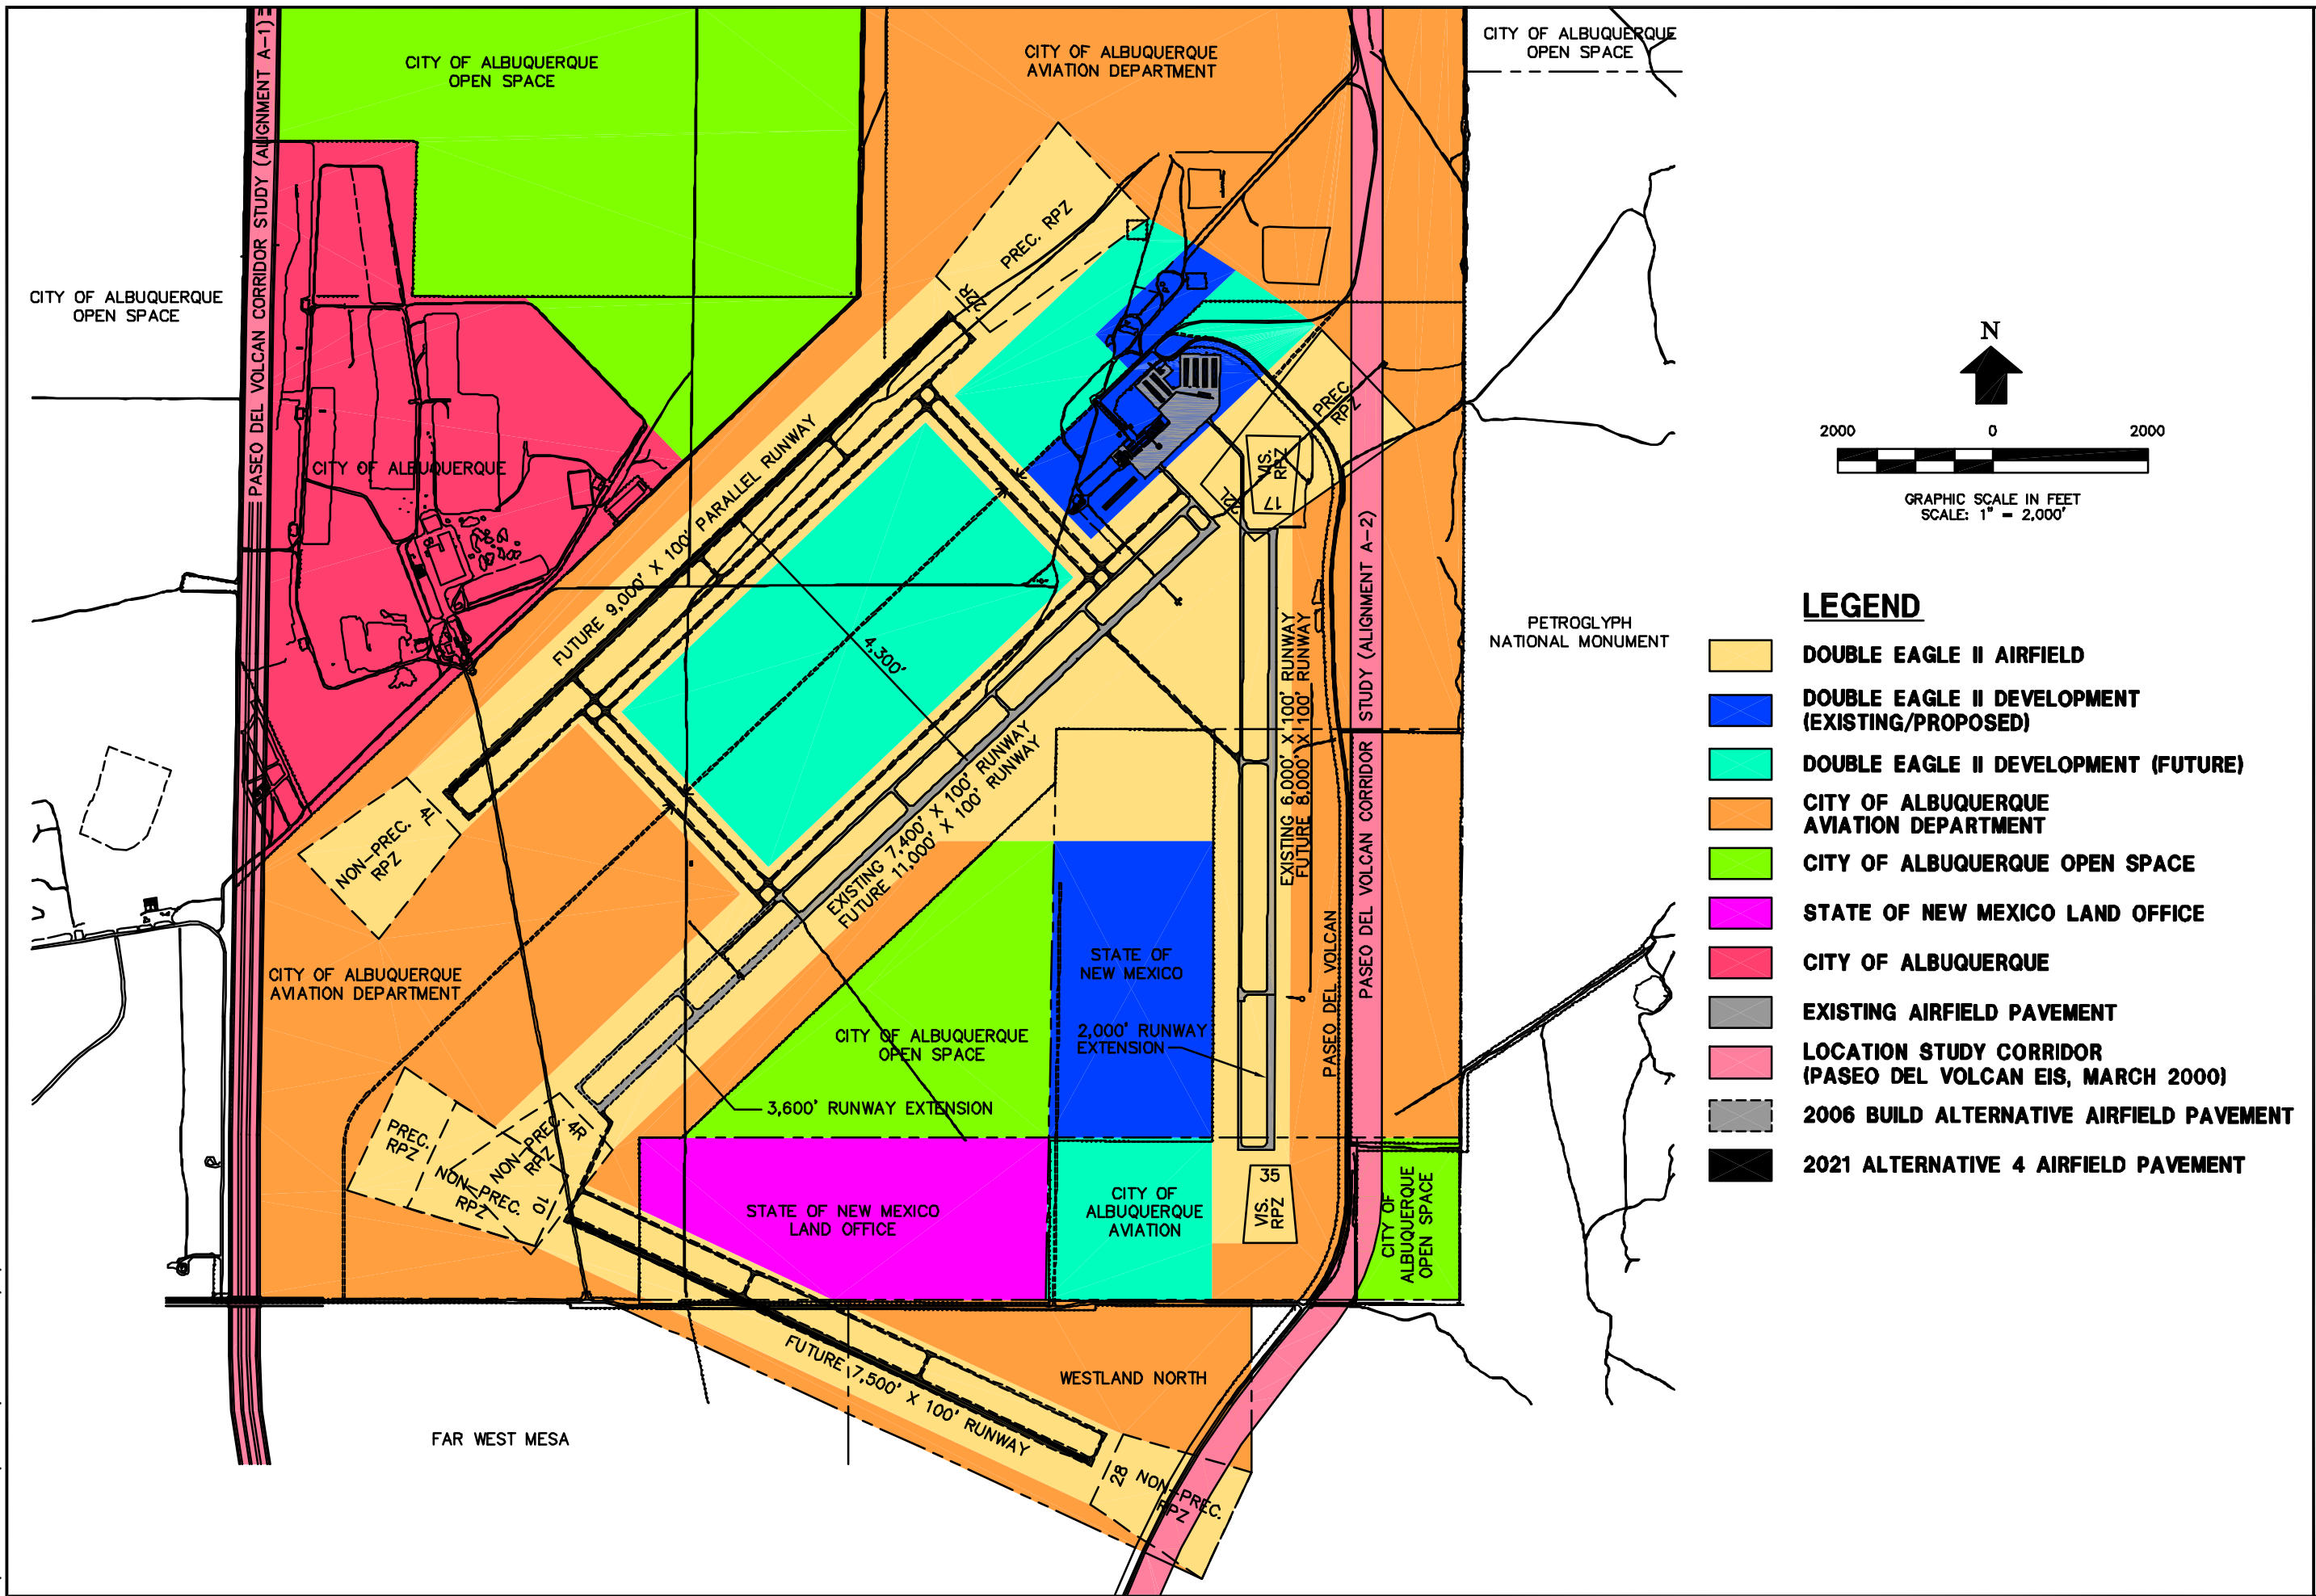 PASEO DEL VOLCAN CORRIDOR STUDY (ALIGNMENT A-1)
CITY OF ALBUQUERQUE
OPEN SPACE
CITY OF ALBUQUERQUE
AVIATION DEPARTMENT
CITY OF ALBUQUERQUE
OPEN SPACE
CITY OF ALBUQUERQUE
OPEN SPACE
PREC. RPZ
22R
N
2000
0
2000
GRAPHIC SCALE IN FEET
SCALE: 1" = 2,000'
CITY OF ALBUQUERQUE
PREC.
RPZ
VIS.
RPZ
17
22L
FUTURE 9,000' X 100' PARALLEL RUNWAY
4,300'
PETROGLYPH
NATIONAL MONUMENT
LEGEND
DOUBLE EAGLE II AIRFIELD
DOUBLE EAGLE II DEVELOPMENT
(EXISTING/PROPOSED)
DOUBLE EAGLE II DEVELOPMENT (FUTURE)
CITY OF ALBUQUERQUE
AVIATION DEPARTMENT
CITY OF ALBUQUERQUE OPEN SPACE
STATE OF NEW MEXICO LAND OFFICE
CITY OF ALBUQUERQUE
EXISTING AIRFIELD PAVEMENT
LOCATION STUDY CORRIDOR
(PASEO DEL VOLCAN EIS, MARCH 2000)
2006 BUILD ALTERNATIVE AIRFIELD PAVEMENT
2021 ALTERNATIVE 4 AIRFIELD PAVEMENT
EXISTING 6,000' X 100' RUNWAY
FUTURE 8,000' X 100' RUNWAY
PASEO DEL VOLCAN CORRIDOR STUDY (ALIGNMENT A-2)
PASEO DEL VOLCAN
NON-PREC. 4L
RPZ
EXISTING 7,400' X 100' RUNWAY
FUTURE 11,000' X 100' RUNWAY
CITY OF ALBUQUERQUE
AVIATION DEPARTMENT
STATE OF
NEW MEXICO
CITY OF ALBUQUERQUE
OPEN SPACE
2,000' RUNWAY
EXTENSION
3,600' RUNWAY EXTENSION
PREC.
RPZ
NON-PREC. 4R
RPZ
NON-PREC. 10
RPZ
STATE OF NEW MEXICO
LAND OFFICE
CITY OF
ALBUQUERQUE
AVIATION
35
VIS.
RPZ
CITY OF
ALBUQUERQUE
OPEN SPACE
FUTURE 7,500' X 100' RUNWAY
WESTLAND NORTH
FAR WEST MESA
28
NON-PREC.
RPZ